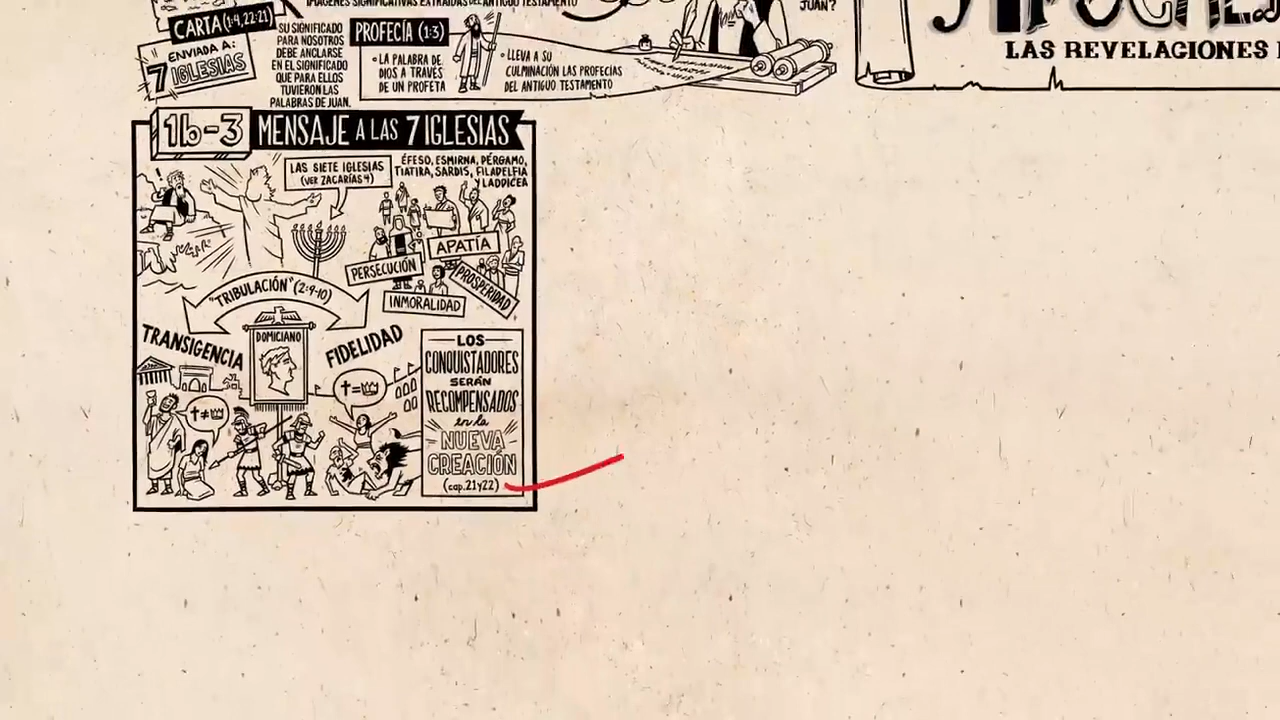 IMÁGENES SIGNIFICATIVAS EXTRAÍDAS DEL ANTIGUO TESTAMENTO
JUAN?
CARTA (1:4, 22:21)
ENVIADA A:
7 IGLESIAS
SU SIGNIFICADO
PARA NOSOTROS
DEBE ANCLARSE
EN EL SIGNIFICADO
QUE PARA ELLOS
TUVIERON LAS
PALABRAS DE JUAN.
PROFECÍA (1:3)
• LA PALABRA DE
DIOS A TRAVÉS
DE UN PROFETA
• LLEVA A SU
CULMINACIÓN LAS PROFECÍAS
DEL ANTIGUO TESTAMENTO
LAS REVELACIONES
1b-3 MENSAJE A LAS 7 IGLESIAS
LAS SIETE IGLESIAS
(VER ZACARÍAS 4)
ÉFESO, ESMIRNA, PÉRGAMO,
TIATIRA, SARDIS, FILADELFIA
Y LAODICEA
APATÍA
PERSECUCIÓN
PROSPERIDAD
INMORALIDAD
"TRIBULACIÓN" (2:9-10)
TRANSIGENCIA
DOMICIANO
FIDELIDAD
LOS
CONQUISTADORES
SERÁN
RECOMPENSADOS
en la
NUEVA
CREACIÓN
(cap. 21 y 22)